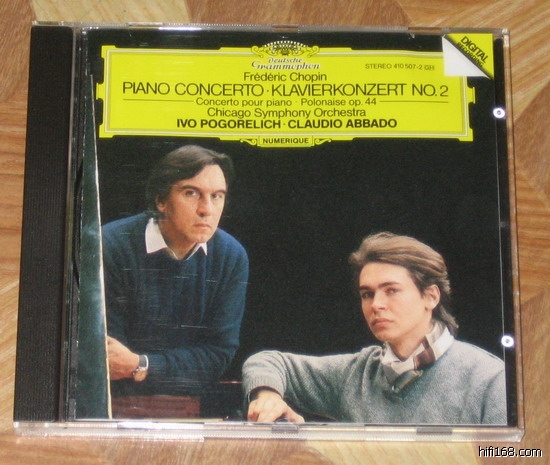 Deutsche
Grammophon
STEREO 410 507-2 GH
DIGITAL
Frédéric Chopin
PIANO CONCERTO · KLAVIERKONZERT NO. 2
Concerto pour piano · Polonaise op. 44
Chicago Symphony Orchestra
IVO POGORELICH · CLAUDIO ABBADO
NUMERIQUE
hifi168.com